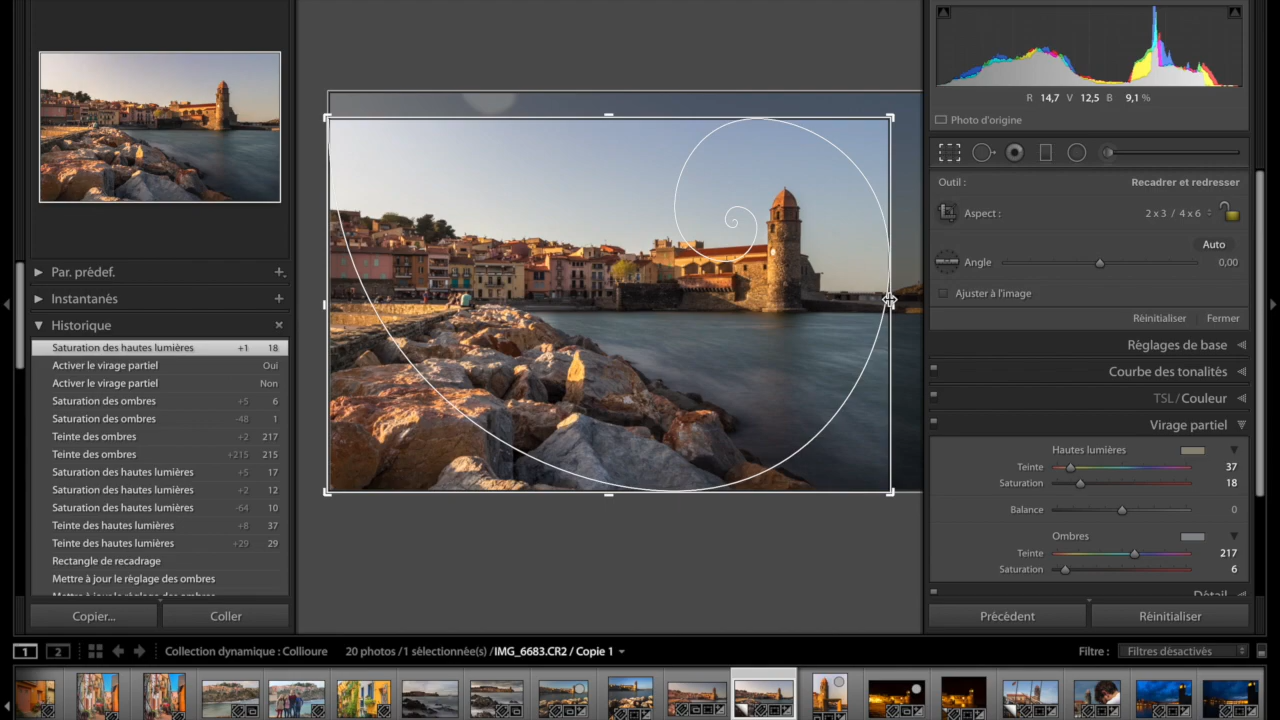 R 14,7 V 12,5 B 9,1 %
Photo d'origine
Outil : Recadrer et redresser
Aspect : 2 x 3 / 4 x 6
Auto
Angle 0,00
Ajuster à l'image
Réinitialiser Fermer
Réglages de base
Courbe des tonalités
TSL / Couleur
Virage partiel
Hautes lumières
Teinte 37
Saturation 18
Balance 0
Ombres
Teinte 217
Saturation 6
Détail
Précédent Réinitialiser
Par. prédef.
Instantanés
Historique
Saturation des hautes lumières +1 18
Activer le virage partiel Oui
Activer le virage partiel Non
Saturation des ombres +5 6
Saturation des ombres -48 1
Teinte des ombres +2 217
Teinte des ombres +215 215
Saturation des hautes lumières +5 17
Saturation des hautes lumières +2 12
Saturation des hautes lumières -64 10
Teinte des hautes lumières +8 37
Teinte des hautes lumières +29 29
Rectangle de recadrage
Mettre à jour le réglage des ombres
Mettre à jour le réglage des ombres
Copier... Coller
1 2 Collection dynamique : Collioure 20 photos /1 sélectionnée(s) /IMG_6683.CR2 / Copie 1 Filtre : Filtres désactivés